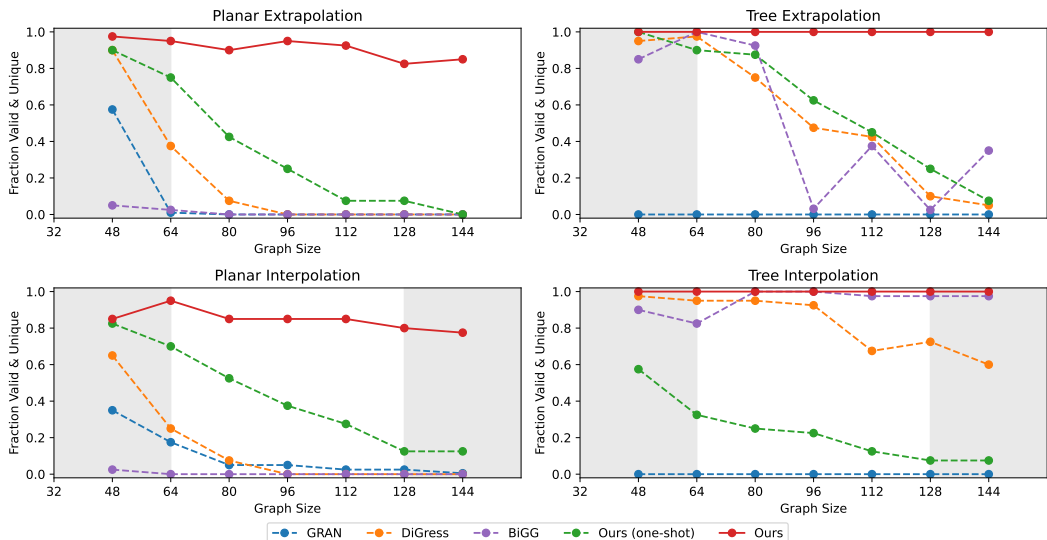 Planar Extrapolation
Fraction Valid & Unique
1.0
0.8
0.6
0.4
0.2
0.0
32 48 64 80 96 112 128 144
Graph Size
Tree Extrapolation
Fraction Valid & Unique
1.0
0.8
0.6
0.4
0.2
0.0
32 48 64 80 96 112 128 144
Graph Size
Planar Interpolation
Fraction Valid & Unique
1.0
0.8
0.6
0.4
0.2
0.0
32 48 64 80 96 112 128 144
Graph Size
Tree Interpolation
Fraction Valid & Unique
1.0
0.8
0.6
0.4
0.2
0.0
32 48 64 80 96 112 128 144
Graph Size
GRAN DiGress BiGG Ours (one-shot) Ours